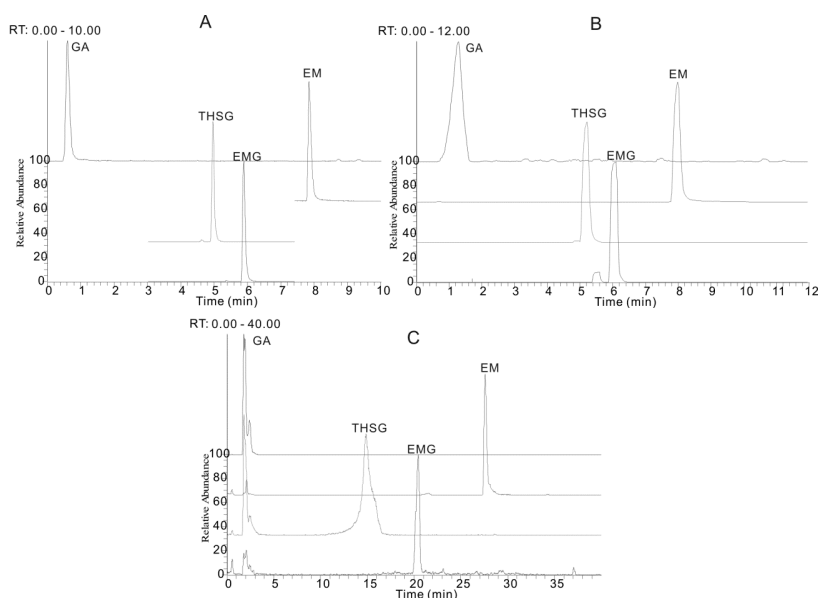 A
RT: 0.00 - 10.00
GA
THSG
EMG
EM
Relative Abundance
100
80
60
40
20
0
0 1 2 3 4 5 6 7 8 9 10
Time (min)
B
RT: 0.00 - 12.00
GA
THSG
EMG
EM
Relative Abundance
100
80
60
40
20
0
0 1 2 3 4 5 6 7 8 9 10 11 12
Time (min)
C
RT: 0.00 - 40.00
GA
THSG
EMG
EM
Relative Abundance
100
80
60
40
20
0
0 5 10 15 20 25 30 35
Time (min)